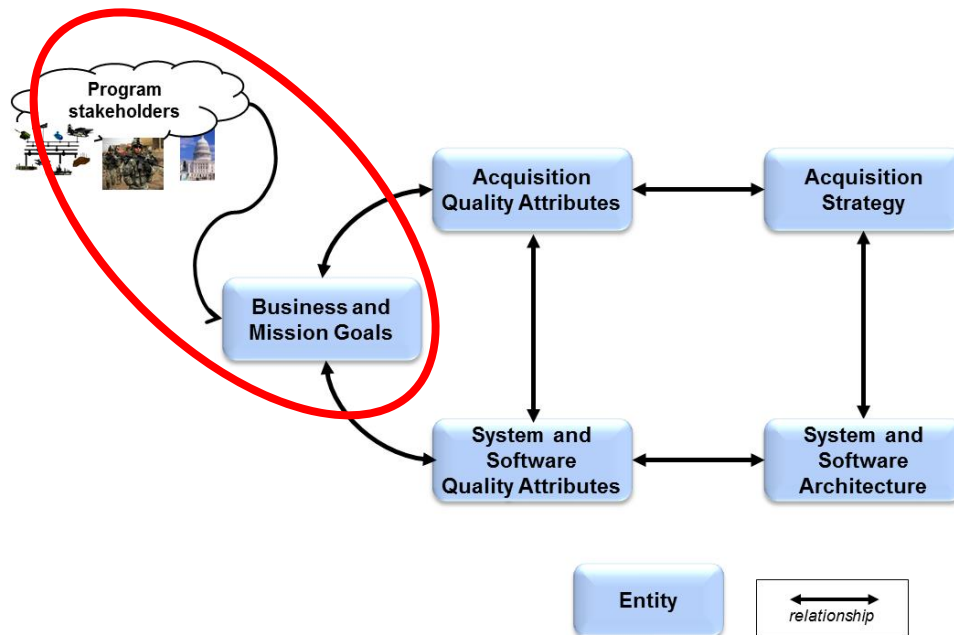 Program
stakeholders
Acquisition
Quality Attributes
Acquisition
Strategy
Business and
Mission Goals
System and
Software
Quality Attributes
System and
Software
Architecture
Entity
relationship